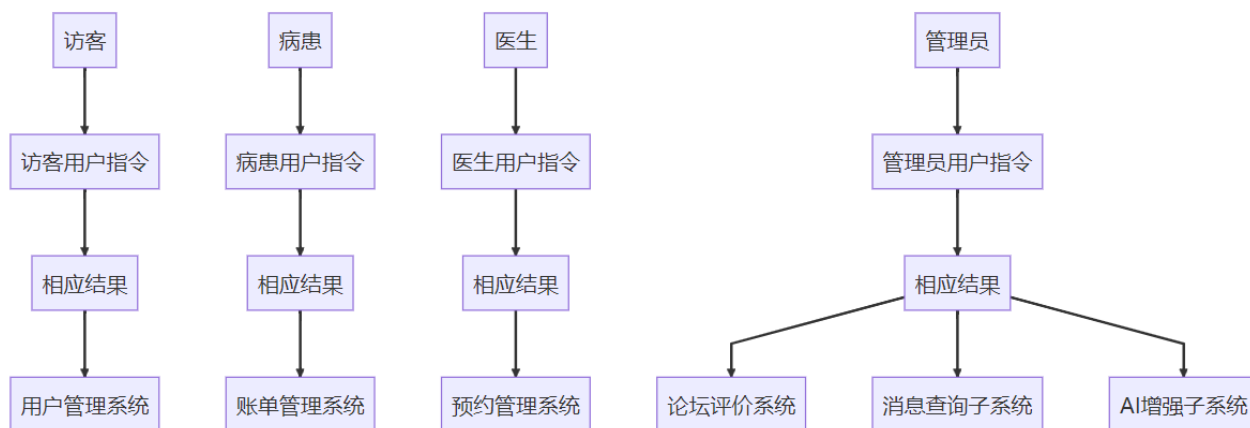 访客
病患
医生
管理员
访客用户指令
病患用户指令
医生用户指令
管理员用户指令
相应结果
相应结果
相应结果
相应结果
用户管理系统
账单管理系统
预约管理系统
论坛评价系统
消息查询子系统
AI增强子系统